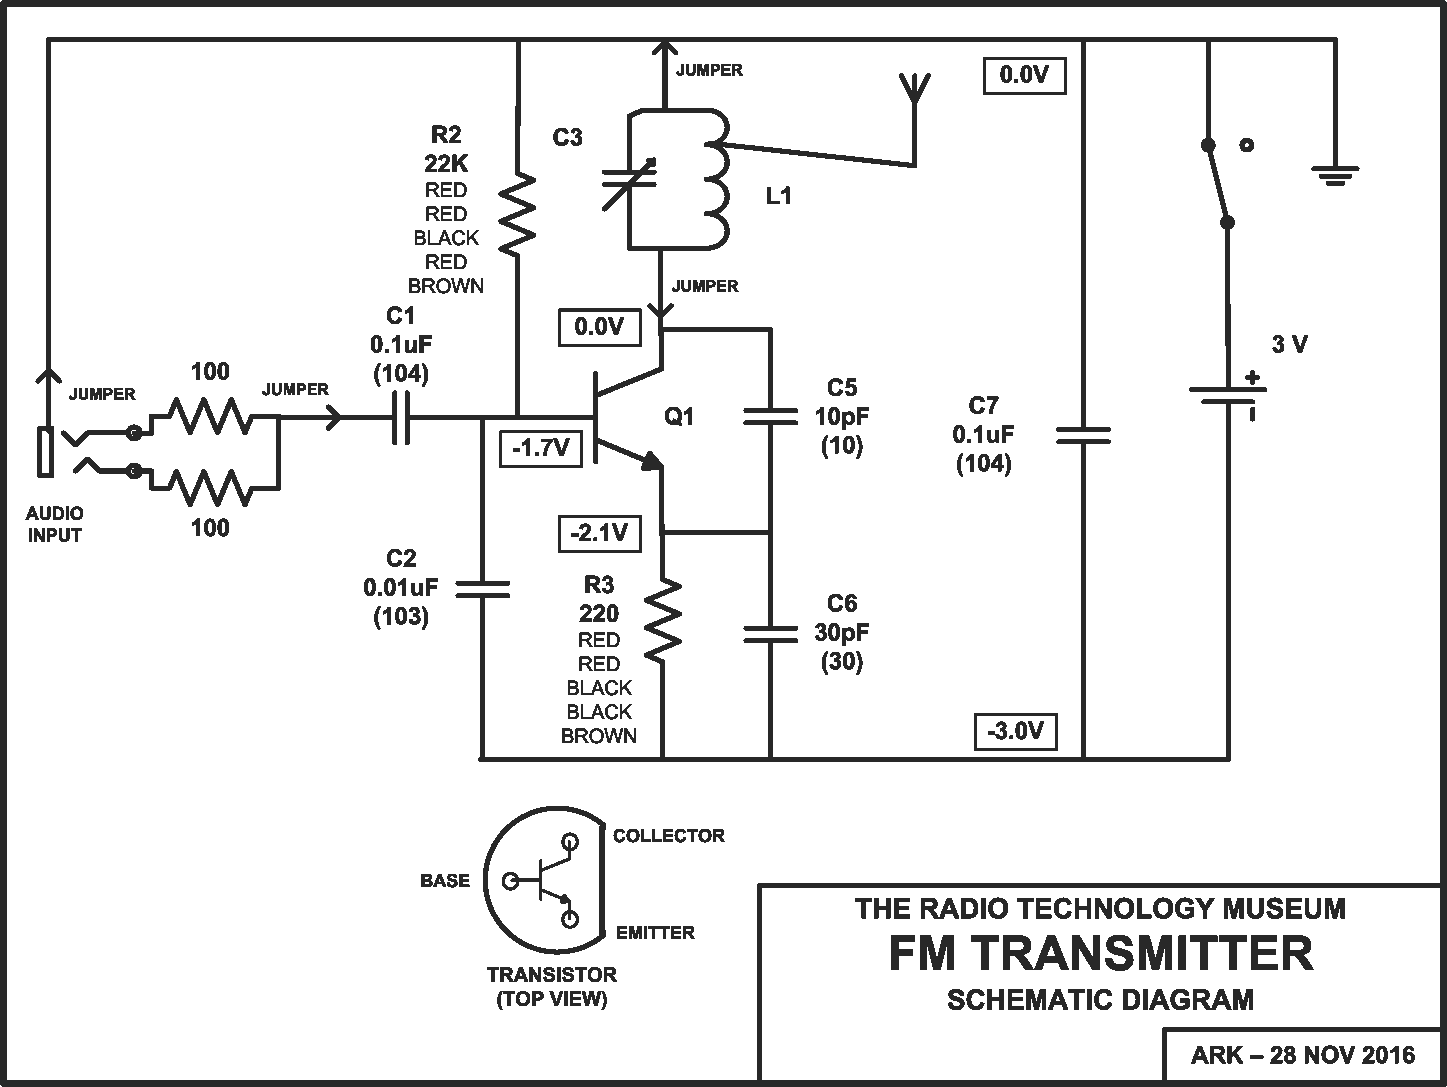 JUMPER
0.0V
R2
22K
RED
RED
BLACK
RED
BROWN
C3
L1
JUMPER
C1
0.1uF
(104)
0.0V
3 V
+
-
100
JUMPER
JUMPER
Q1
C5
10pF
(10)
C7
0.1uF
(104)
-1.7V
AUDIO
INPUT
100
-2.1V
C2
0.01uF
(103)
R3
220
RED
RED
BLACK
BLACK
BROWN
C6
30pF
(30)
-3.0V
COLLECTOR
BASE
EMITTER
TRANSISTOR
(TOP VIEW)
THE RADIO TECHNOLOGY MUSEUM
FM TRANSMITTER
SCHEMATIC DIAGRAM
ARK – 28 NOV 2016